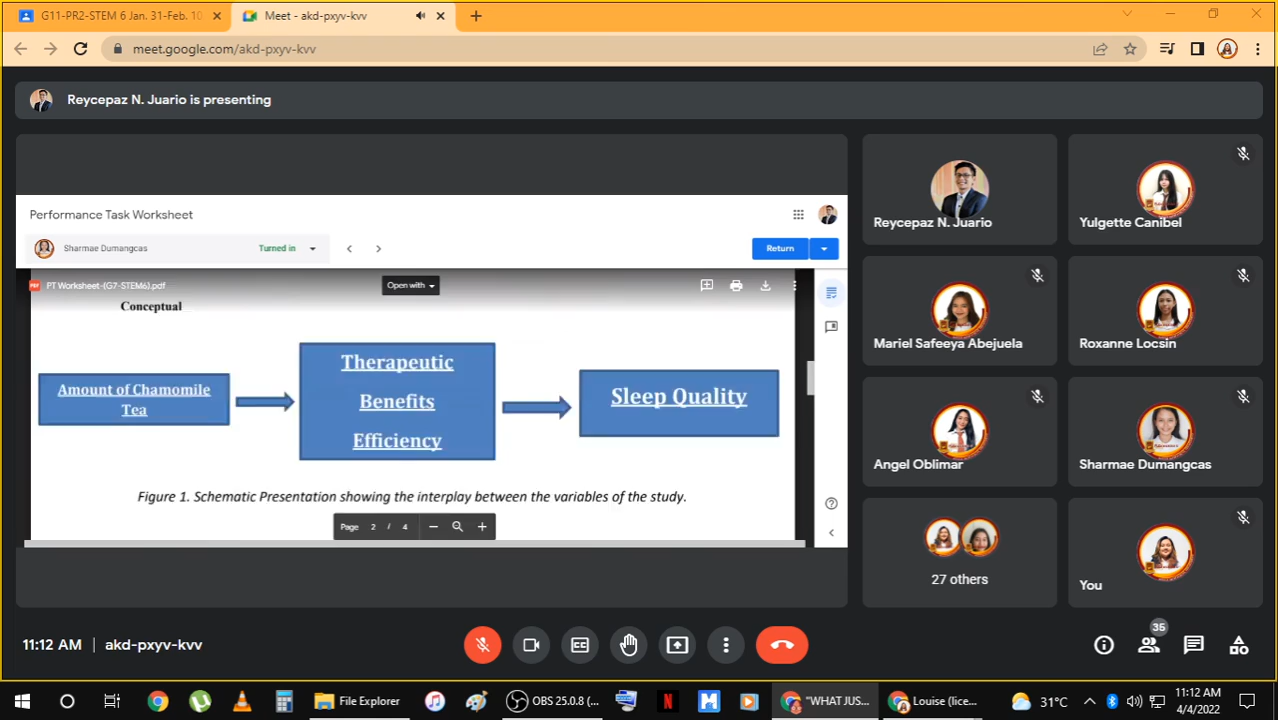 G11-PR2-STEM 6 Jan. 31-Feb. 10
Meet - akd-pxyv-kvv
meet.google.com/akd-pxyv-kvv
Reycepaz N. Juario is presenting
Performance Task Worksheet
Sharmae Dumangcas
Turned in
Return
PT Worksheet-(G7-STEM6).pdf
Open with
Conceptual
Amount of Chamomile
Tea
Therapeutic
Benefits
Efficiency
Sleep Quality
Figure 1. Schematic Presentation showing the interplay between the variables of the study.
Page 2 / 4
Reycepaz N. Juario
Yulgette Canibel
Mariel Safeeya Abejuela
Roxanne Locsin
Angel Oblimar
Sharmae Dumangcas
27 others
You
11:12 AM | akd-pxyv-kvv
35
File Explorer
OBS 25.0.8 (...
"WHAT JUS...
Louise (lice...
31°C
11:12 AM
4/4/2022